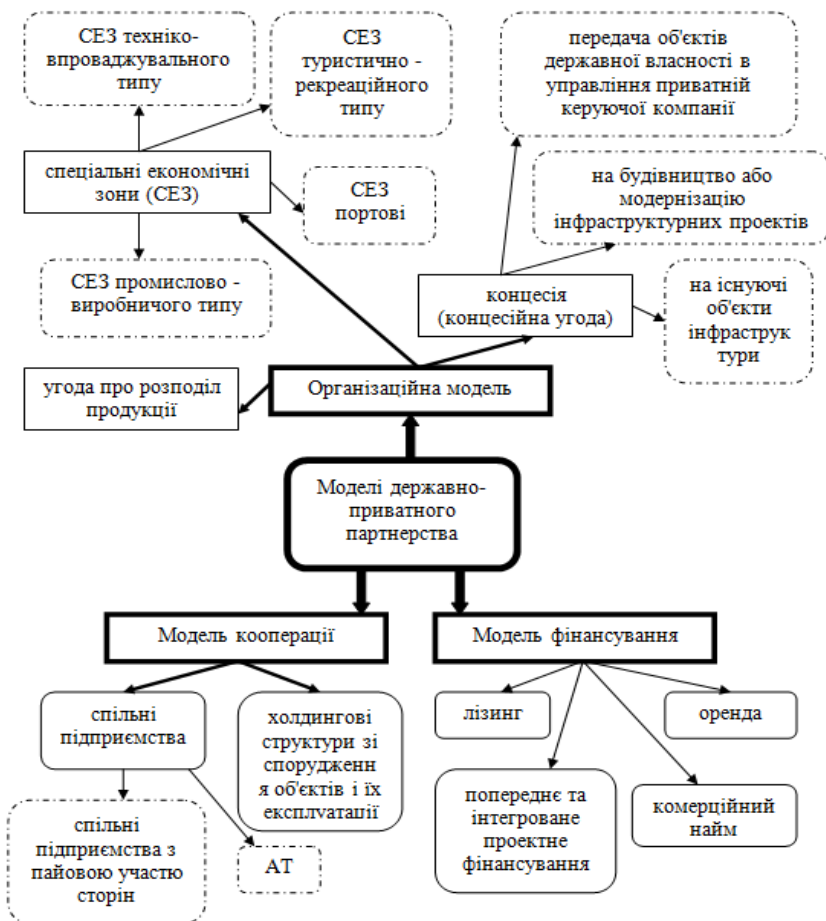 СЕЗ техніко-
впроваджувального
типу
СЕЗ
туристично -
рекреаційного
типу
передача об'єктів
державної власності в
управління приватній
керуючої компанії
спеціальні економічні
зони (СЕЗ)
СЕЗ
портові
на будівництво або
модернізацію
інфраструктурних проектів
СЕЗ промислово -
виробничого типу
концесія
(концесійна угода)
на існуючі
об'єкти
інфраструк
тури
угода про розподіл
продукції
Організаційна модель
Моделі державно-
приватного
партнерства
Модель кооперації
Модель фінансування
спільні
підприємства
холдингові
структури зі
спорудженн
я об'єктів і їх
експлуатації
лізинг
оренда
попереднє та
інтегроване
проектне
фінансування
комерційний
найм
спільні
підприємства з
пайовою участю
сторін
АТ